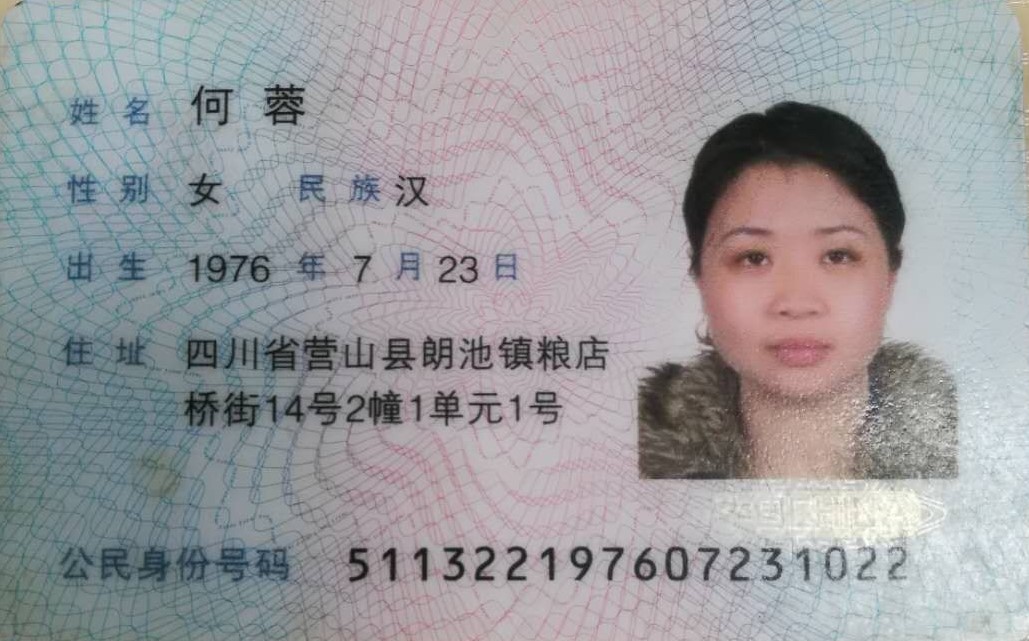 姓名 何蓉
性别 女 民族 汉
出生 1976 年 7 月 23 日
住址 四川省营山县朗池镇粮店
桥街14号2幢1单元1号
公民身份号码 511322197607231022